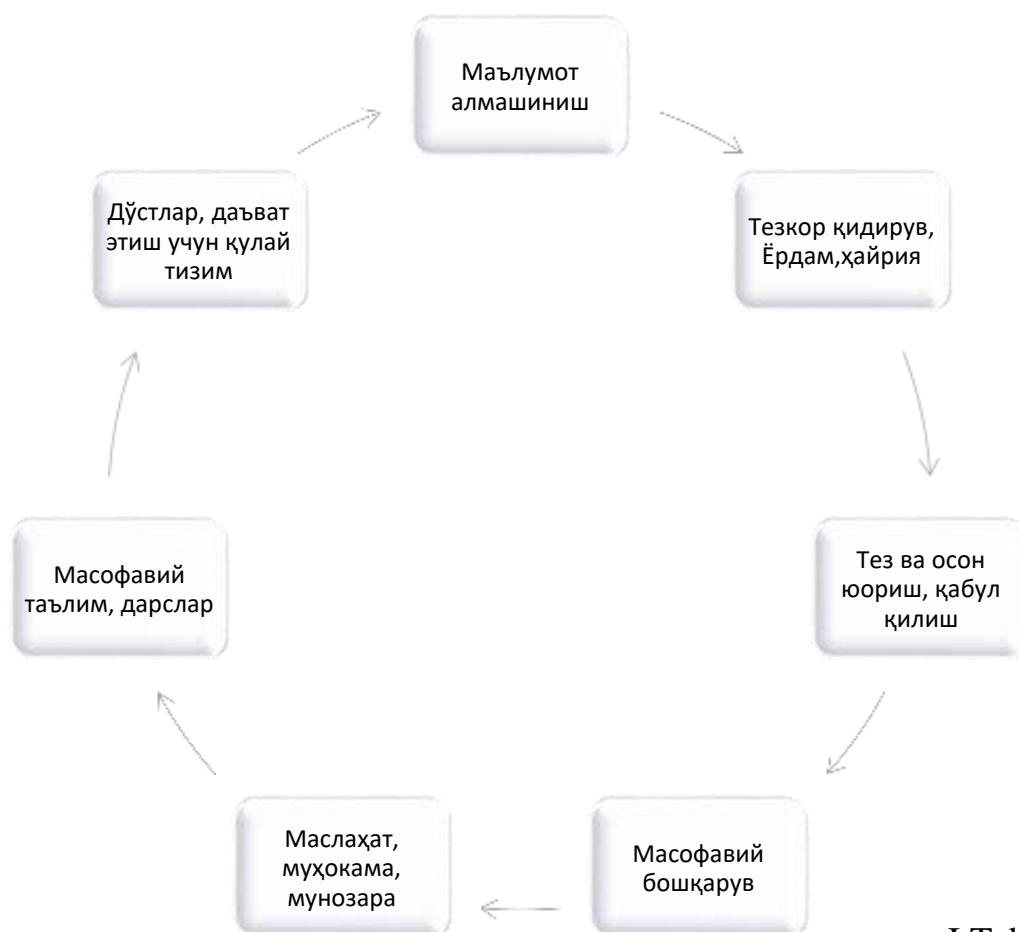 Маълумот
алмашиниш
Тезкор қидирув,
Ёрдам,ҳайрия
Тез ва осон
юориш, қабул
қилиш
Масофавий
бошқарув
Маслаҳат,
муҳокама,
мунозара
Масофавий
таълим, дарслар
Дўстлар, даъват
этиш учун қулай
тизим